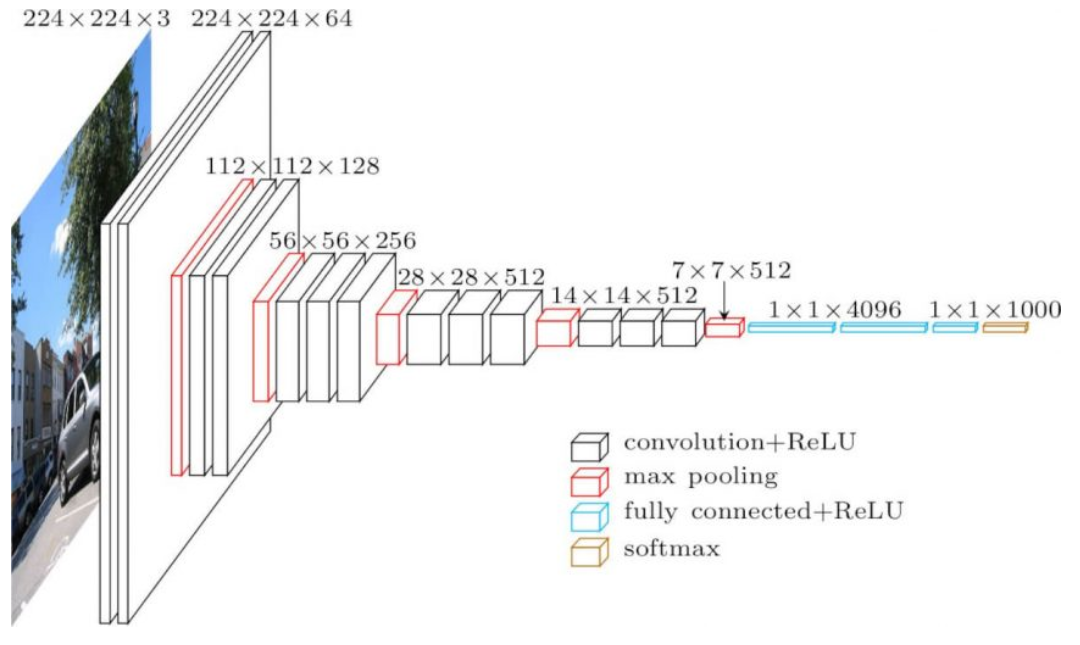 224×224×3
224×224×64
112×112×128
56×56×256
28×28×512
14×14×512
7×7×512
1×1×4096
1×1×1000
convolution+ReLU
max pooling
fully connected+ReLU
softmax